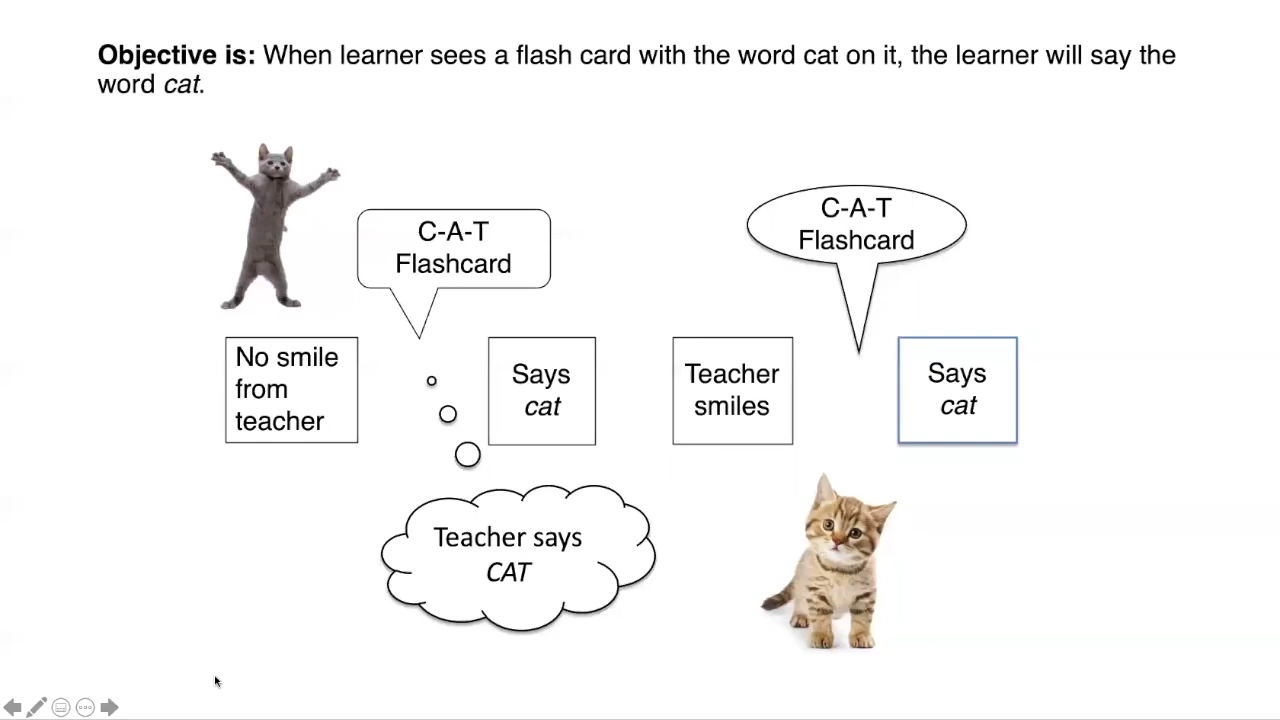 Objective is: When learner sees a flash card with the word cat on it, the learner will say the
word cat.
C-A-T
Flashcard
C-A-T
Flashcard
No smile
from
teacher
Says
cat
Teacher
smiles
Says
cat
Teacher says
CAT